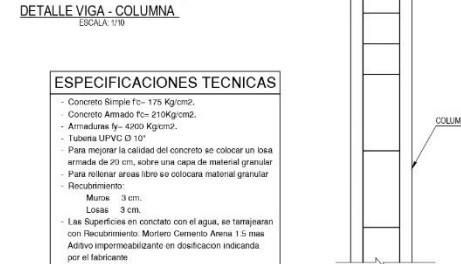 DETALLE VIGA - COLUMNA
ESCALA: 1/10
ESPECIFICACIONES TECNICAS
- Concreto Simple f'c= 175 Kg/cm2.
- Concreto Armado f'c= 210Kg/cm2.
- Armaduras fy= 4200 Kg/cm2.
- Tuberia UPVC Ø 10"
- Para mejorar la calidad del concreto se colocar un losa
armada de 20 cm, sobre una capa de material granular
- Para rellenar areas libre se colocara material granular
- Recubrimiento:
Muros 3 cm.
Losas 3 cm.
- Las Superficies en conctato con el agua, se tarrajearan
con Recubrimiento: Mortero Cemento Arena 1.5 mas
Aditivo impermeabilizante en dosificacion indicanda
por el fabricante
COLUM